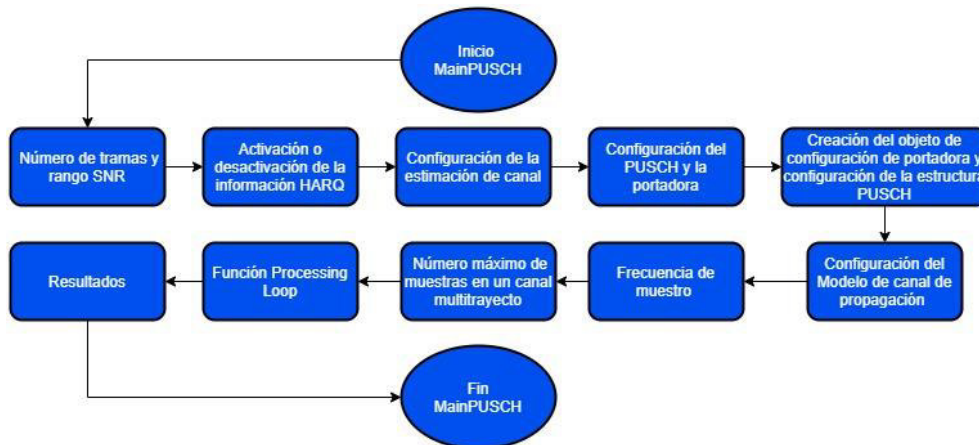 Inicio
MainPUSCH
Número de tramas y
rango SNR
Activación o
desactivación de la
información HARQ
Configuración de la
estimación de canal
Configuración del
PUSCH y la
portadora
Creación del objeto de
configuración de portadora y
configuración de la estructura
PUSCH
Configuración del
Modelo de canal de
propagación
Frecuencia de
muestro
Número máximo de
muestras en un canal
multitrayecto
Función Processing
Loop
Resultados
Fin
MainPUSCH